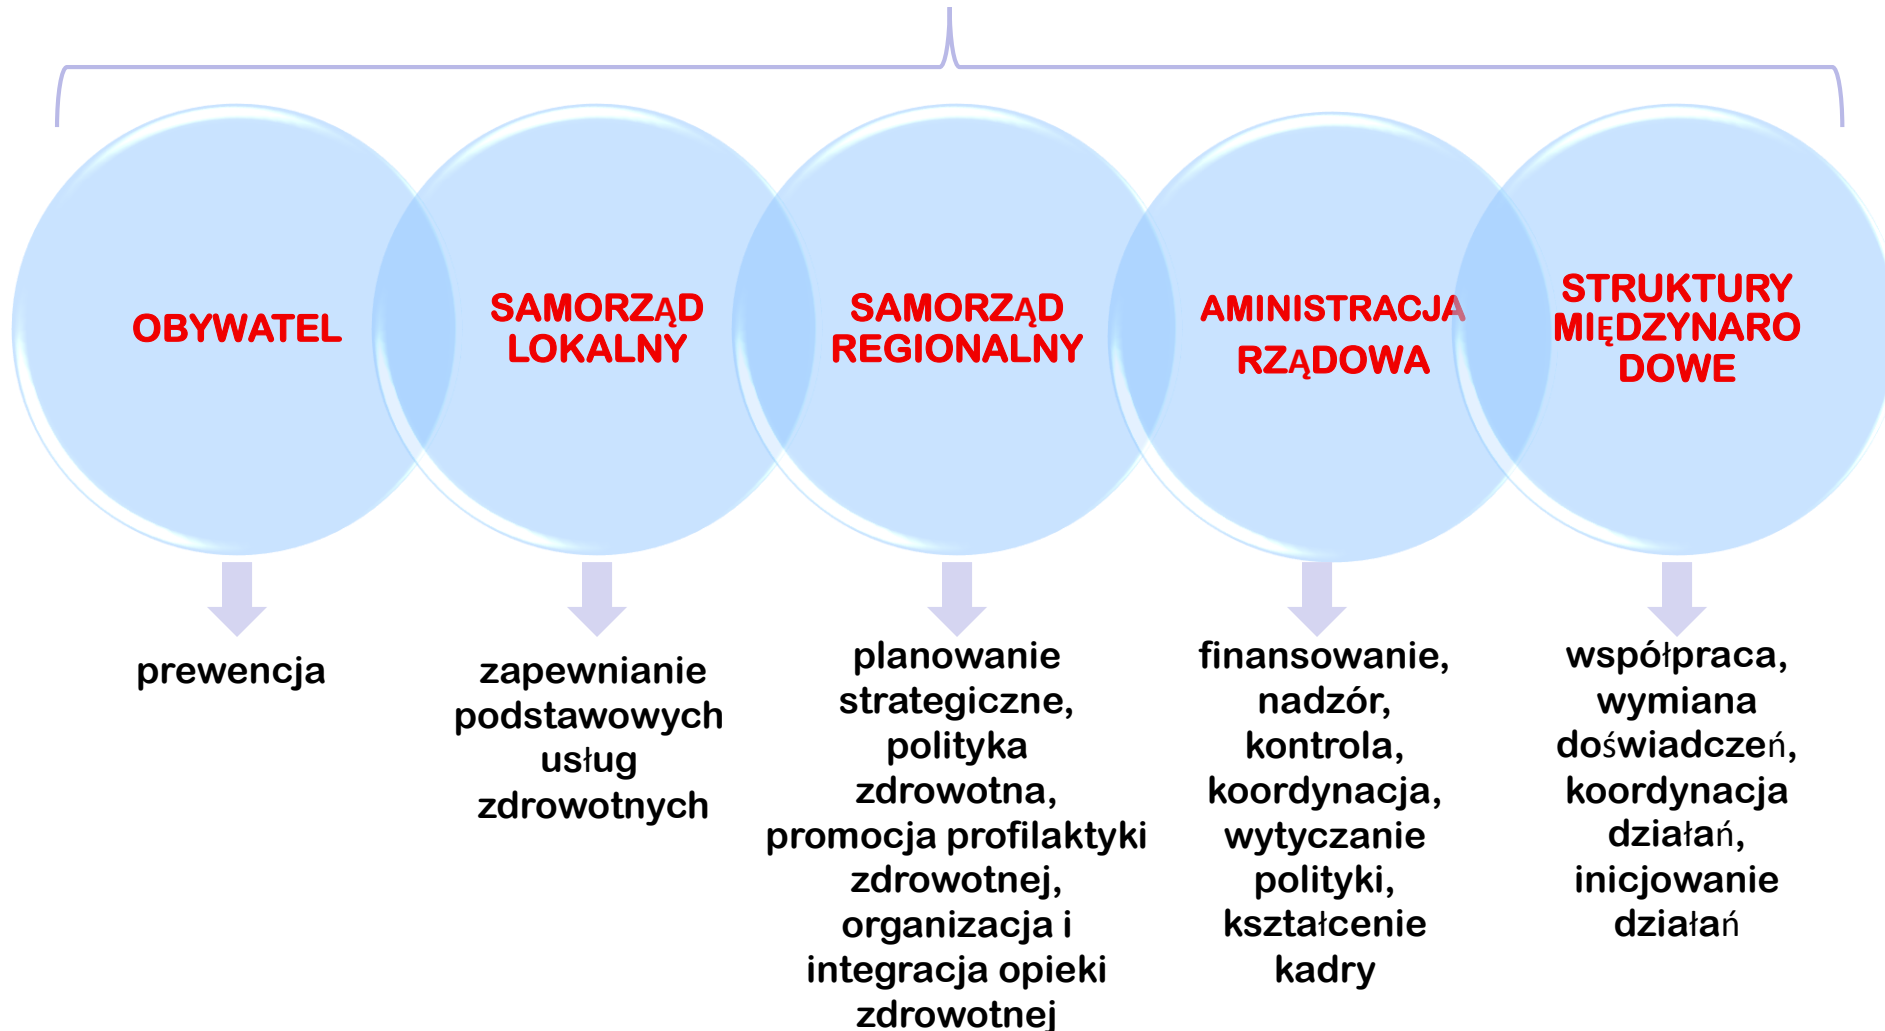 OBYWATEL
SAMORZĄD
LOKALNY
SAMORZĄD
REGIONALNY
AMINISTRACJA
RZĄDOWA
STRUKTURY
MIĘDZYNARO
DOWE
prewencja
zapewnianie
podstawowych
usług
zdrowotnych
planowanie
strategiczne,
polityka
zdrowotna,
promocja profilaktyki
zdrowotnej,
organizacja i
integracja opieki
zdrowotnej
finansowanie,
nadzór,
kontrola,
koordynacja,
wytyczanie
polityki,
kształcenie
kadry
współpraca,
wymiana
doświadczeń,
koordynacja
działań,
inicjowanie
działań